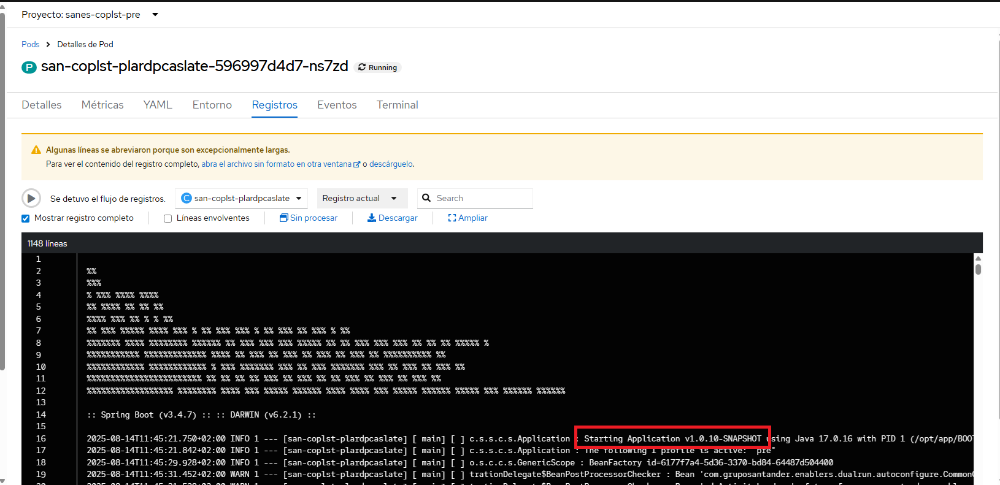 Proyecto: sanes-coplst-pre
Pods > Detalles de Pod
P san-coplst-plardpcaslate-596997d4d7-ns7zd Running
Detalles Métricas YAML Entorno Registros Eventos Terminal
Algunas líneas se abreviaron porque son excepcionalmente largas.
Para ver el contenido del registro completo, abra el archivo sin formato en otra ventana o descárguelo.
Se detuvo el flujo de registros. C san-coplst-plardpcaslate Registro actual Search
Mostrar registro completo Líneas envolventes Sin procesar Descargar Ampliar
1148 líneas
1
2 %%
3 %%%
4 % %%% %%%% %%%%
5 %% %%%% %% %% %%
6 %%%% %%% %% % % %%
7 %% %%% %%%%% %%%% %%% % %% %%% %%% % %% %%% %% %%% % %%
8 %%%%%%% %%%% %%%%%%%% %%%%%% %% %%% %%% %%% %%%%% %% %% %%% %%% %%% %% %% %% %%%%% %
9 %%%%%%%%%%% %%%%%%%%%%%%% %%%% %% %%% %% %%% %% %%% %% %%% %% %%%%%%%%%% %%
10 %%%%%%%%%%%% %%%%%%%%%%%% % %%% %%%%%%% %%% %% %%% %%%%%%% %%% %% %%% %% %%% %%
11 %%%%%%%%%%%%%%%%%%%%%%%% %% %% %% %% %%% %% %%% %% %% %%% %% %%% %% %%% %%
12 %%%%%%%%%%%%%%%%%% %%%%%%%% %%%% %%% %%%%% %%%%%% %%%% %%%% %%% %%%%% %%%%%% %%%%% %%% %%%%%% %%%%%%
13
14 :: Spring Boot (v3.4.7) :: :: DARWIN (v6.2.1) ::
15
16 2025-08-14T11:45:21.750+02:00 INFO 1 --- [san-coplst-plardpcaslate] [ main] [ ] c.s.s.c.s.Application : Starting Application v1.0.10-SNAPSHOT using Java 17.0.16 with PID 1 (/opt/app/BOO
17 2025-08-14T11:45:21.842+02:00 INFO 1 --- [san-coplst-plardpcaslate] [ main] [ ] c.s.s.c.s.Application : The following 1 profile is active: "pre"
18 2025-08-14T11:45:29.928+02:00 INFO 1 --- [san-coplst-plardpcaslate] [ main] [ ] o.s.c.c.s.GenericScope : BeanFactory id=6177f7a4-5d36-3370-bd84-64487d504400
19 2025-08-14T11:45:31.452+02:00 WARN 1 --- [san-coplst-plardpcaslate] [ main] [ ] trationDelegate$BeanPostProcessorChecker : Bean 'com.gruposantander.enablers.dualrun.autoconfigure.Common